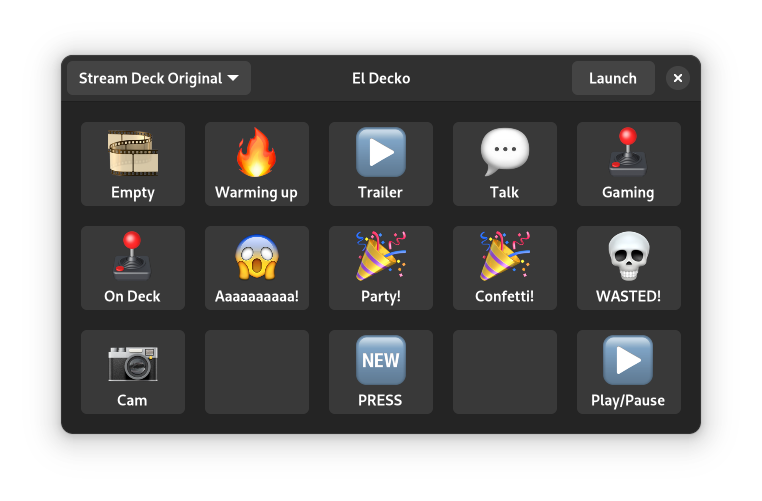 Stream Deck Original
El Decko
Launch
Empty
Warming up
Trailer
Talk
Gaming
On Deck
Aaaaaaaaaa!
Party!
Confetti!
WASTED!
Cam
NEW
PRESS
Play/Pause